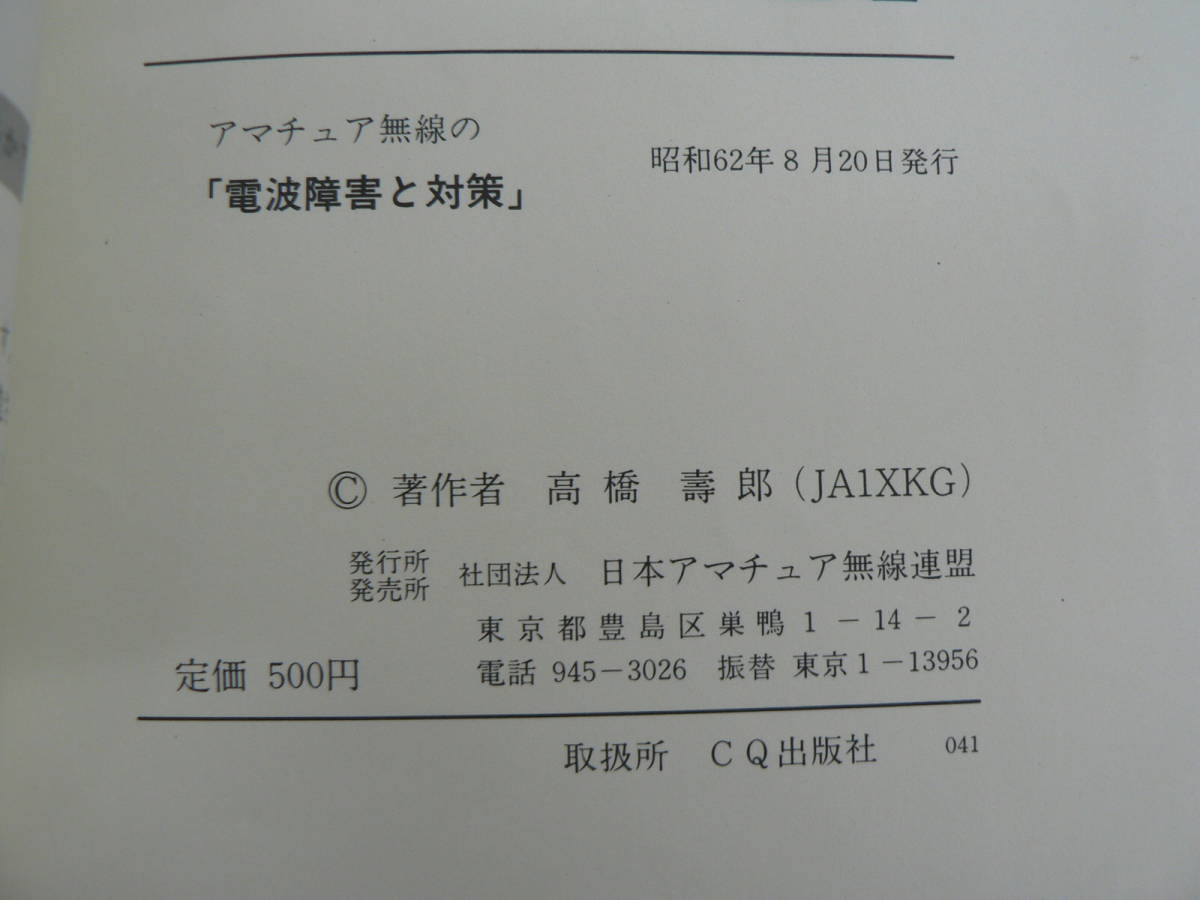 アマチュア無線の
「電波障害と対策」
昭和62年8月20日発行
© 著作者 高橋 壽郎(JA1XKG)
発行所
発売所
社団法人 日本アマチュア無線連盟
東京都豊島区巣鴨1-14-2
定価 500円
電話 945-3026 振替 東京1-13956
取扱所 CQ出版社 041